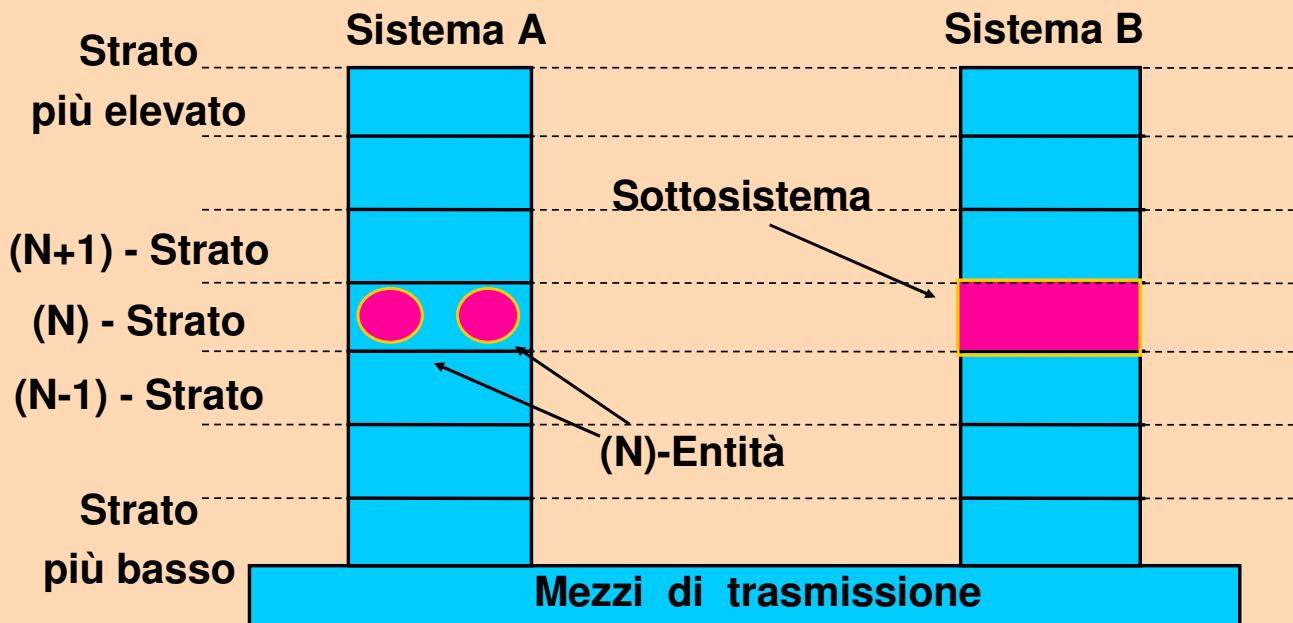 Sistema A
Sistema B
Strato
più elevato
Sottosistema
(N+1) - Strato
(N) - Strato
(N-1) - Strato
(N)-Entità
Strato
più basso
Mezzi di trasmissione